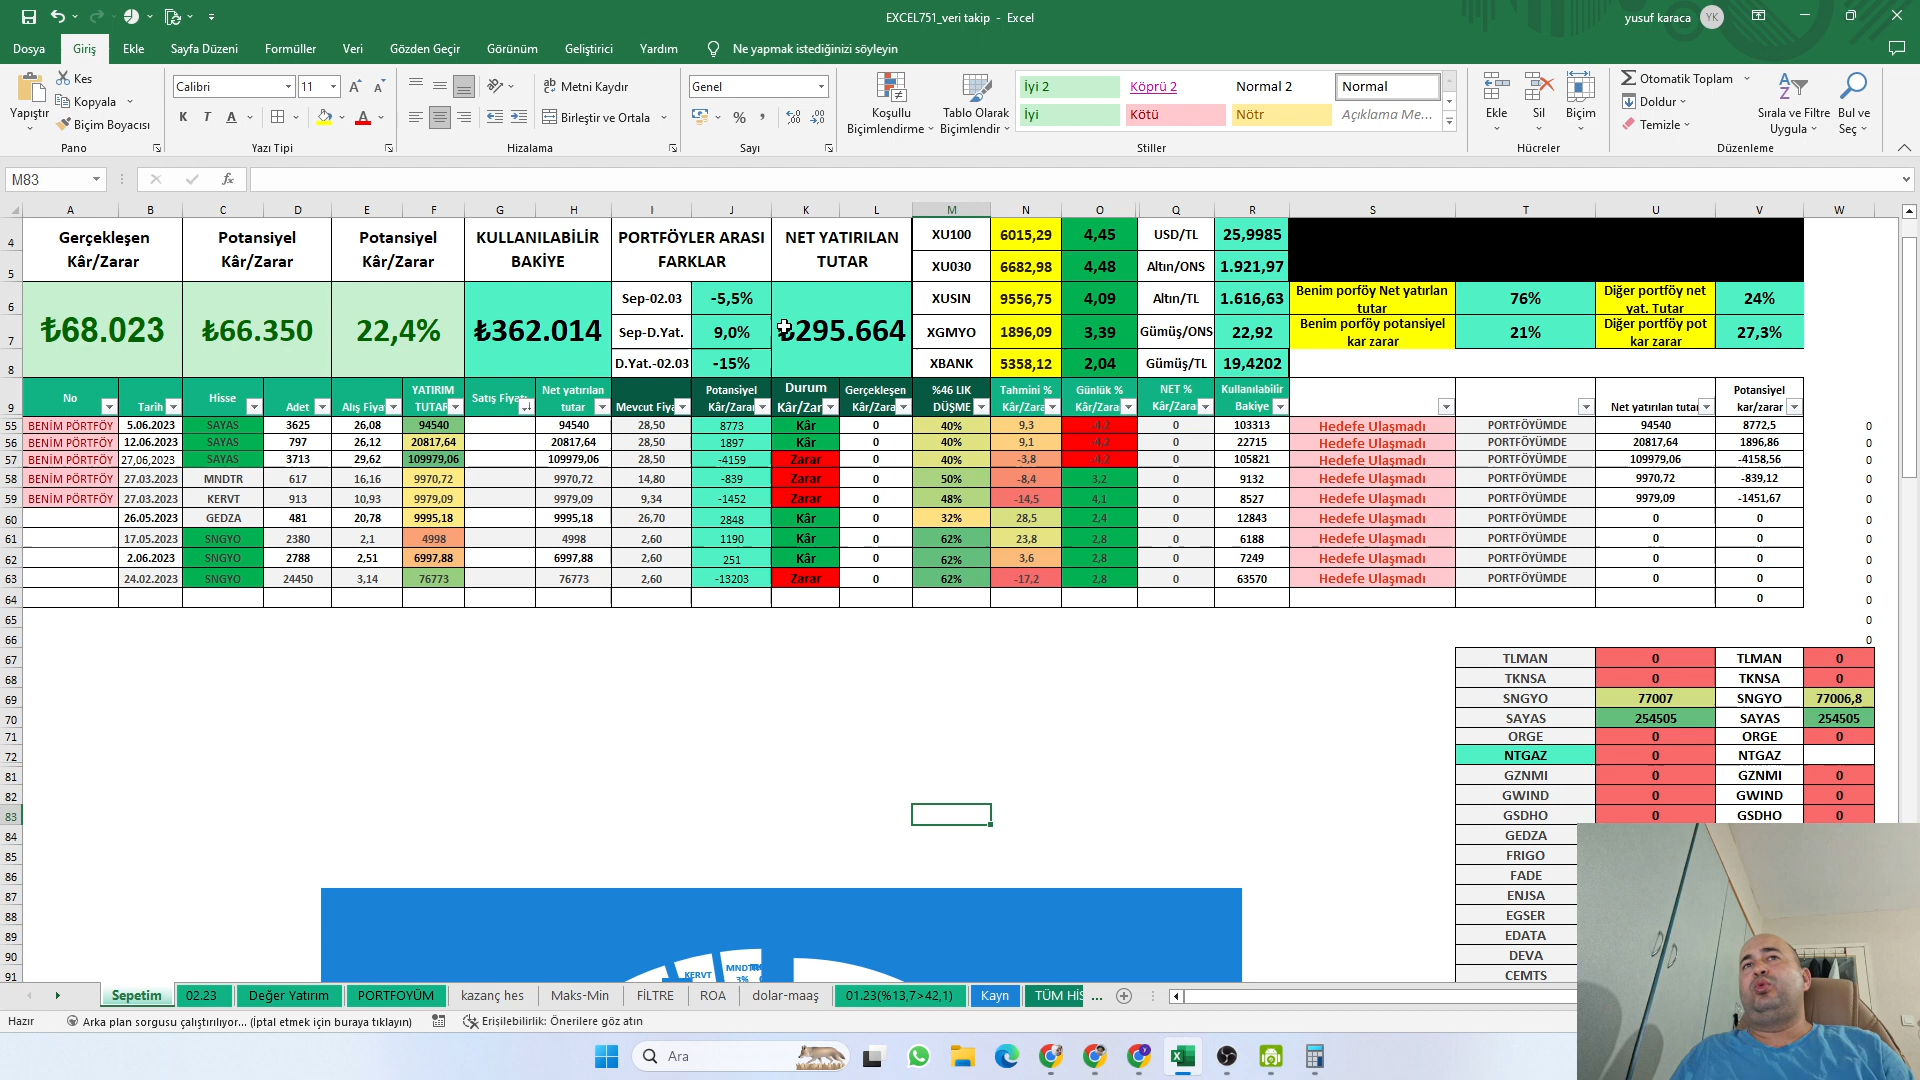 EXCEL751_veri takip - Excel
yusuf karaca YK
Dosya Giriş Ekle Sayfa Düzeni Formüller Veri Gözden Geçir Görünüm Geliştirici Yardım Ne yapmak istediğinizi söyleyin
Yapıştır Kes Kopyala Biçim Boyacısı
Calibri 11
K T A
Metni Kaydır
Birleştir ve Ortala
Genel
Koşullu Biçimlendirme
Tablo Olarak Biçimlendir
İyi 2 Köprü 2 Normal 2 Normal
İyi Kötü Nötr Açıklama Me...
Ekle Sil Biçim
Otomatik Toplam
Doldur
Temizle
Sırala ve Filtre Uygula
Bul ve Seç
Pano Yazı Tipi Hizalama Sayı Stiller Hücreler Düzenleme
M83 fx
A B C D E F G H I J K L M N O Q R S T U V W
4 Gerçekleşen Potansiyel Potansiyel KULLANILABİLİR PORTFÖYLER ARASI NET YATIRILAN XU100 6015,29 4,45 USD/TL 25,9985
5 Kâr/Zarar Kâr/Zarar Kâr/Zarar BAKİYE FARKLAR TUTAR XU030 6682,98 4,48 Altın/ONS 1.921,97
6 Sep-02.03 -5,5% XUSIN 9556,75 4,09 Altın/TL 1.616,63 Benim porföy Net yatırlan tutar 76% Diğer portföy net yat. Tutar 24%
7 ₺68.023 ₺66.350 22,4% ₺362.014 Sep-D.Yat. 9,0% ₺295.664 XGMYO 1896,09 3,39 Gümüş/ONS 22,92 Benim porföy potansiyel kar zarar 21% Diğer portföy pot kar zarar 27,3%
8 D.Yat.-02.03 -15% XBANK 5358,12 2,04 Gümüş/TL 19,4202
9 No Tarih Hisse Adet Alış Fiya YATIRIM TUTAR Satış Fiya Net yatırılan tutar Mevcut Fiya Potansiyel Kâr/Zarar Durum Kâr/Zar Gerçekleşen Kâr/Zara %46 LIK DÜŞME Tahmini % Kâr/Zara Günlük % Kâr/Zara NET % Kâr/Zara Kullanılabilir Bakiye Net yatırılan tutar Potansiyel kar/zarar
55 BENİM PÖRTFÖY 5.06.2023 SAYAS 3625 26,08 94540 94540 28,50 8773 Kâr 0 40% 9,3 -4,2 0 103313 Hedefe Ulaşmadı PORTFÖYÜMDE 94540 8772,5 0
56 BENİM PÖRTFÖY 12.06.2023 SAYAS 797 26,12 20817,64 20817,64 28,50 1897 Kâr 0 40% 9,1 -4,2 0 22715 Hedefe Ulaşmadı PORTFÖYÜMDE 20817,64 1896,86 0
57 BENİM PÖRTFÖY 27,06,2023 SAYAS 3713 29,62 109979,06 109979,06 28,50 -4159 Zarar 0 40% -3,8 -4,2 0 105821 Hedefe Ulaşmadı PORTFÖYÜMDE 109979,06 -4158,56 0
58 BENİM PÖRTFÖY 27.03.2023 MNDTR 617 16,16 9970,72 9970,72 14,80 -839 Zarar 0 50% -8,4 3,2 0 9132 Hedefe Ulaşmadı PORTFÖYÜMDE 9970,72 -839,12 0
59 BENİM PÖRTFÖY 27.03.2023 KERVT 913 10,93 9979,09 9979,09 9,34 -1452 Zarar 0 48% -14,5 4,1 0 8527 Hedefe Ulaşmadı PORTFÖYÜMDE 9979,09 -1451,67 0
60 26.05.2023 GEDZA 481 20,78 9995,18 9995,18 26,70 2848 Kâr 0 32% 28,5 2,4 0 12843 Hedefe Ulaşmadı PORTFÖYÜMDE 0 0 0
61 17.05.2023 SNGYO 2380 2,1 4998 4998 2,60 1190 Kâr 0 62% 23,8 2,8 0 6188 Hedefe Ulaşmadı PORTFÖYÜMDE 0 0 0
62 2.06.2023 SNGYO 2788 2,51 6997,88 6997,88 2,60 251 Kâr 0 62% 3,6 2,8 0 7249 Hedefe Ulaşmadı PORTFÖYÜMDE 0 0 0
63 24.02.2023 SNGYO 24450 3,14 76773 76773 2,60 -13203 Zarar 0 62% -17,2 2,8 0 63570 Hedefe Ulaşmadı PORTFÖYÜMDE 0 0 0
64 0 0
65 0
66 0
67 TLMAN 0 TLMAN 0
68 TKNSA 0 TKNSA 0
69 SNGYO 77007 SNGYO 77006,8
70 SAYAS 254505 SAYAS 254505
71 ORGE 0 ORGE 0
72 NTGAZ 0 NTGAZ
81 GZNMI 0 GZNMI 0
82 GWIND 0 GWIND 0
83 GSDHO 0 GSDHO 0
84 GEDZA
85 FRIGO
86 FADE
87 ENJSA
88 EGSER
89 EDATA
90 DEVA
91 CEMTS
KERVT MNDTR
3%
Sepetim 02.23 Değer Yatırım PORTFOYÜM kazanç hes Maks-Min FİLTRE ROA dolar-maaş 01.23(%13,7>42,1) Kayn TÜM HİS ...
Hazır Arka plan sorgusu çalıştırılıyor... (İptal etmek için buraya tıklayın) Erişilebilirlik: Önerilere göz atın
Ara